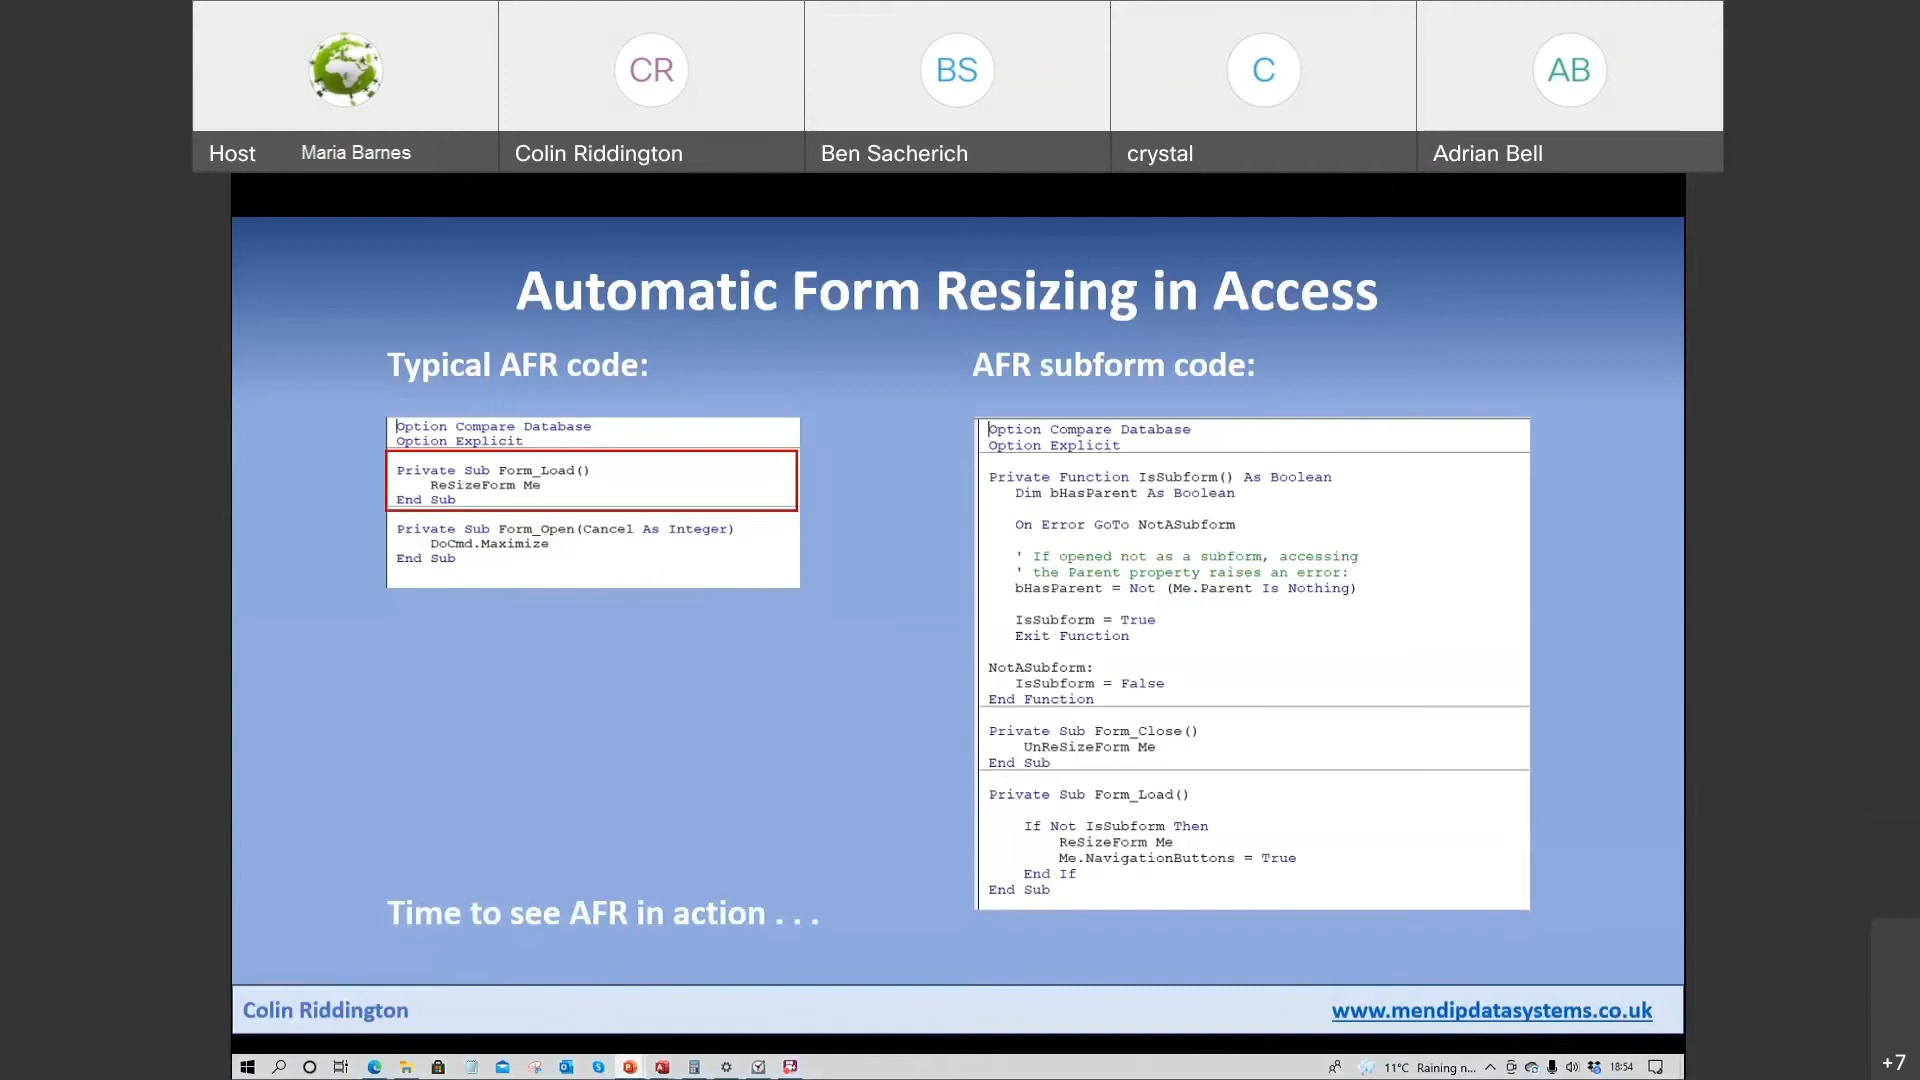 CR
BS
C
AB
Host Maria Barnes
Colin Riddington
Ben Sacherich
crystal
Adrian Bell
Automatic Form Resizing in Access
Typical AFR code:
Option Compare Database
Option Explicit
Private Sub Form_Load()
ReSizeForm Me
End Sub
Private Sub Form_Open(Cancel As Integer)
DoCmd.Maximize
End Sub
Time to see AFR in action . . .
AFR subform code:
Option Compare Database
Option Explicit
Private Function IsSubform() As Boolean
Dim bHasParent As Boolean
On Error GoTo NotASubform
' If opened not as a subform, accessing
' the Parent property raises an error:
bHasParent = Not (Me.Parent Is Nothing)
IsSubform = True
Exit Function
NotASubform:
IsSubform = False
End Function
Private Sub Form_Close()
UnReSizeForm Me
End Sub
Private Sub Form_Load()
If Not IsSubform Then
ReSizeForm Me
Me.NavigationButtons = True
End If
End Sub
Colin Riddington
www.mendipdatasystems.co.uk
11°C Raining n... 18:54
+7